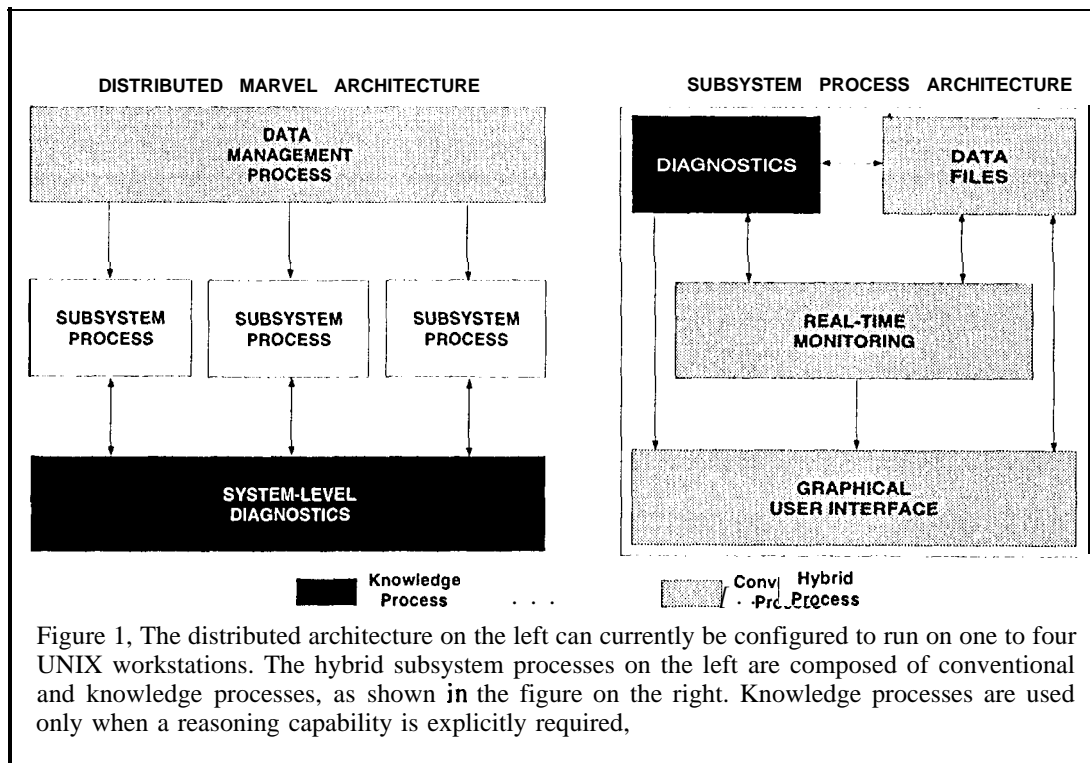 DISTRIBUTED MARVEL ARCHITECTURE
DATA
MANAGEMENT
PROCESS
SUBSYSTEM
PROCESS
SUBSYSTEM
PROCESS
SUBSYSTEM
PROCESS
SYSTEM-LEVEL
DIAGNOSTICS
SUBSYSTEM PROCESS ARCHITECTURE
DIAGNOSTICS
DATA
FILES
REAL-TIME
MONITORING
GRAPHICAL
USER INTERFACE
Knowledge
Process
Hybrid
Process
Figure 1, The distributed architecture on the left can currently be configured to run on one to four
UNIX workstations. The hybrid subsystem processes on the left are composed of conventional
and knowledge processes, as shown in the figure on the right. Knowledge processes are used
only when a reasoning capability is explicitly required,